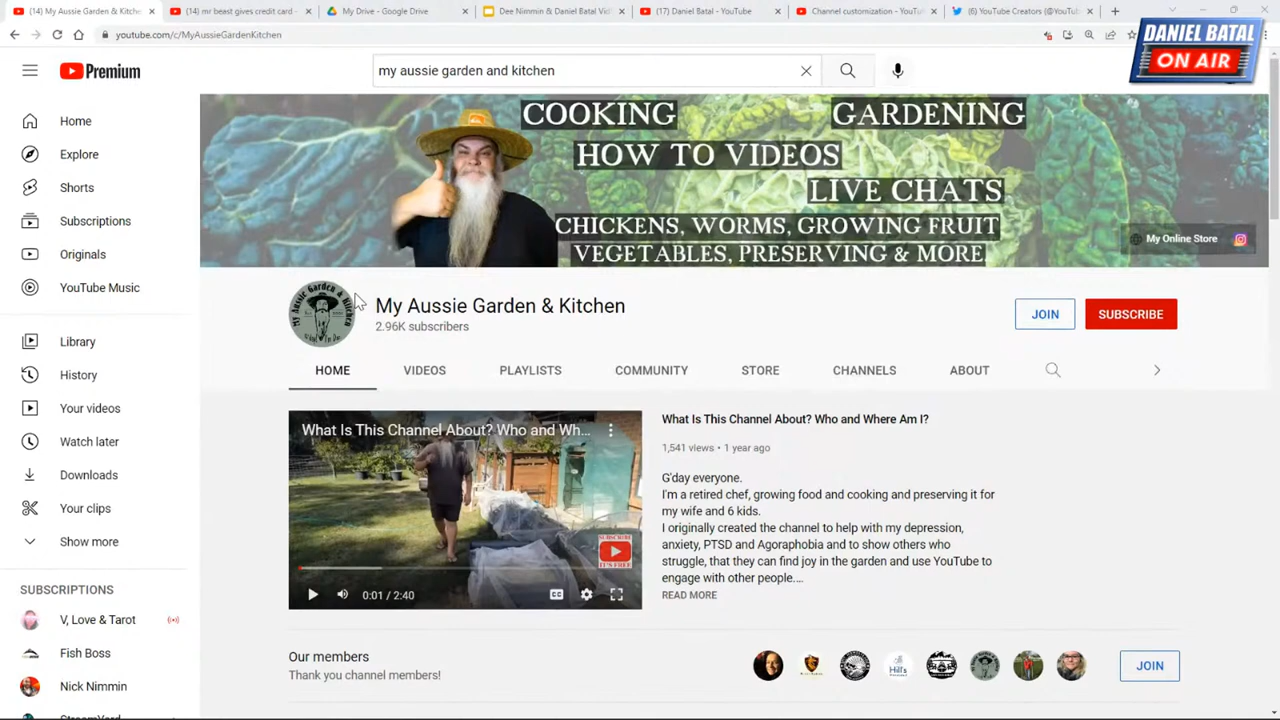 (14) My Aussie Garden & Kitche
(14) mr beast gives credit card -
My Drive - Google Drive
Dee Nimmin & Daniel Batal Vid
(17) Daniel Batal - YouTube
Channel customization - YouTu
(6) YouTube Creators (@YouTu
youtube.com/c/MyAussieGardenKitchen
DANIEL BATAL
ON AIR
Premium
my aussie garden and kitchen
Home
Explore
Shorts
Subscriptions
Originals
YouTube Music
Library
History
Your videos
Watch later
Downloads
Your clips
Show more
SUBSCRIPTIONS
V, Love & Tarot
Fish Boss
Nick Nimmin
StreamYard
COOKING
GARDENING
HOW TO VIDEOS
LIVE CHATS
CHICKENS, WORMS, GROWING FRUIT
VEGETABLES, PRESERVING & MORE.
My Online Store
My Aussie Garden & Kitchen
My Aussie Garden & Kitchen
2.96K subscribers
JOIN
SUBSCRIBE
HOME
VIDEOS
PLAYLISTS
COMMUNITY
STORE
CHANNELS
ABOUT
What Is This Channel About? Who and Wh...
SUBSCRIBE
IT'S FREE
0:01 / 2:40
CC
What Is This Channel About? Who and Where Am I?
1,541 views • 1 year ago
G'day everyone.
I'm a retired chef, growing food and cooking and preserving it for
my wife and 6 kids.
I originally created the channel to help with my depression,
anxiety, PTSD and Agoraphobia and to show others who
struggle, that they can find joy in the garden and use YouTube to
engage with other people....
READ MORE
Our members
Thank you channel members!
Hill's
JOIN